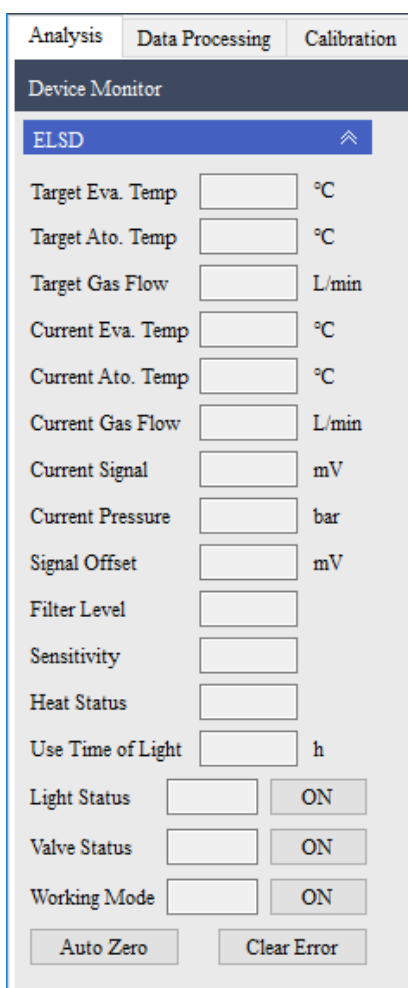 Analysis Data Processing Calibration
Device Monitor
ELSD
Target Eva. Temp °C
Target Ato. Temp °C
Target Gas Flow L/min
Current Eva. Temp °C
Current Ato. Temp °C
Current Gas Flow L/min
Current Signal mV
Current Pressure bar
Signal Offset mV
Filter Level
Sensitivity
Heat Status
Use Time of Light h
Light Status ON
Valve Status ON
Working Mode ON
Auto Zero Clear Error